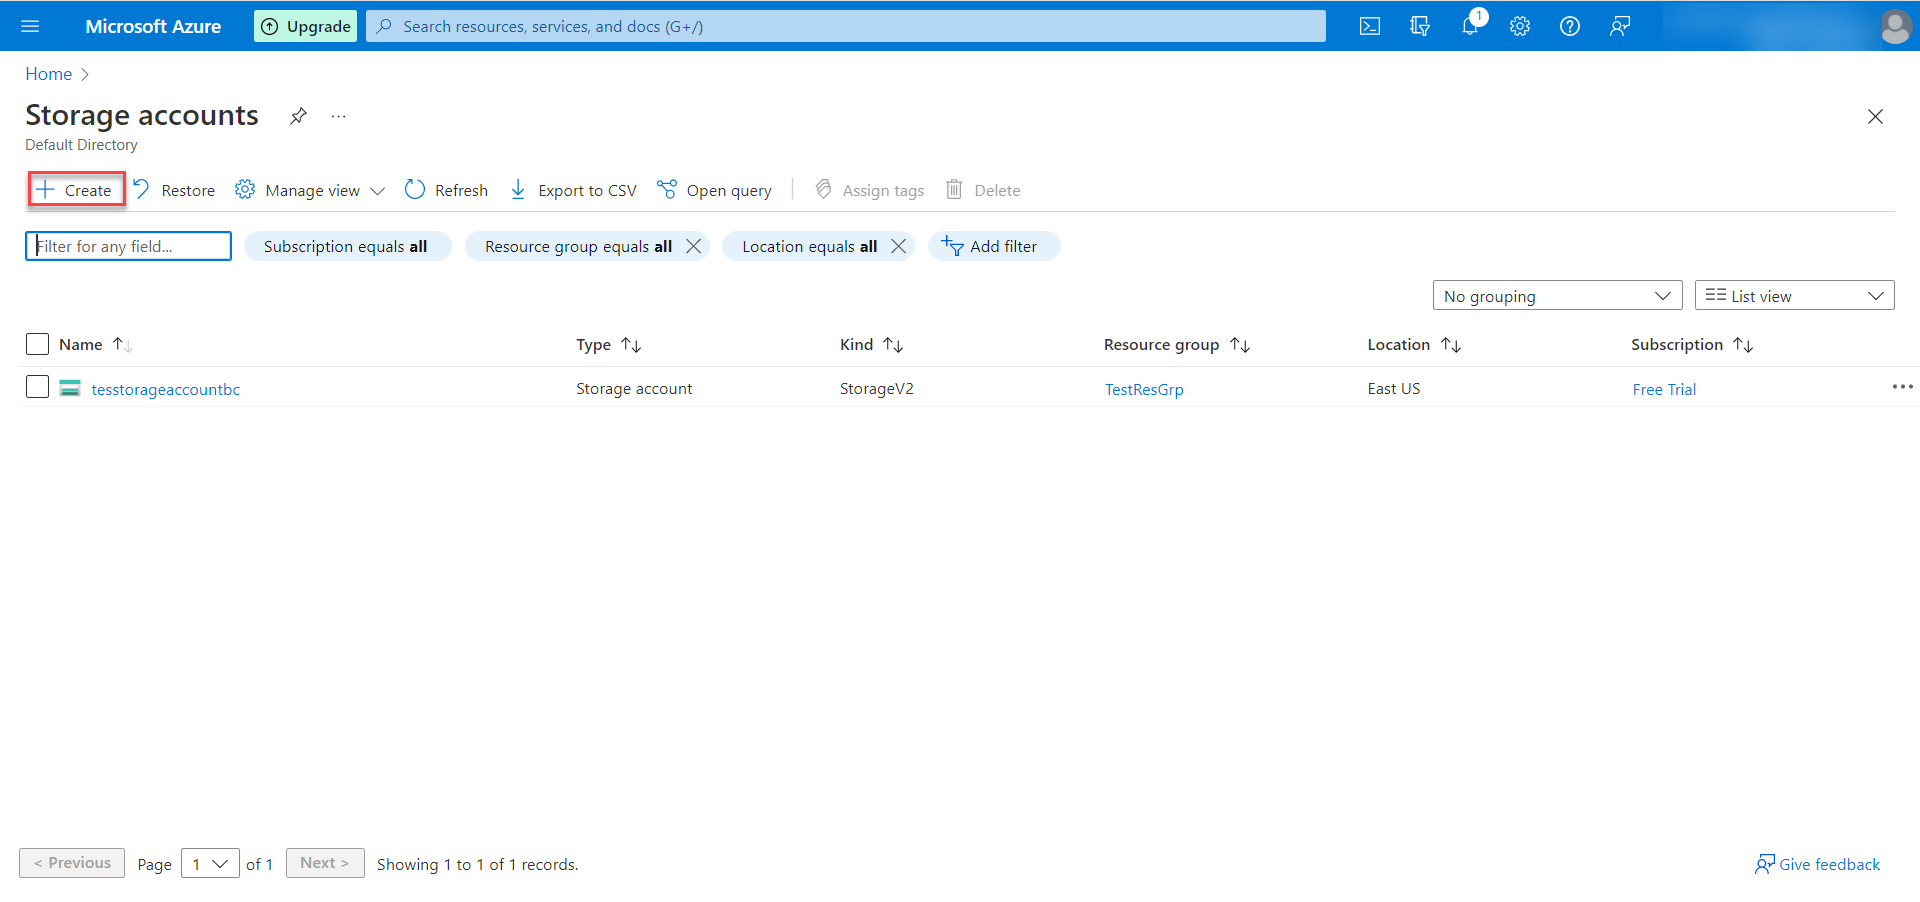 Microsoft Azure Upgrade Search resources, services, and docs (G+/) 1
Home
Storage accounts ...
Default Directory
Create Restore Manage view Refresh Export to CSV Open query Assign tags Delete
Filter for any field... Subscription equals all Resource group equals all Location equals all Add filter
No grouping List view
Name Type Kind Resource group Location Subscription
tesstorageaccountbc Storage account StorageV2 TestResGrp East US Free Trial ...
< Previous Page 1 of 1 Next > Showing 1 to 1 of 1 records. Give feedback